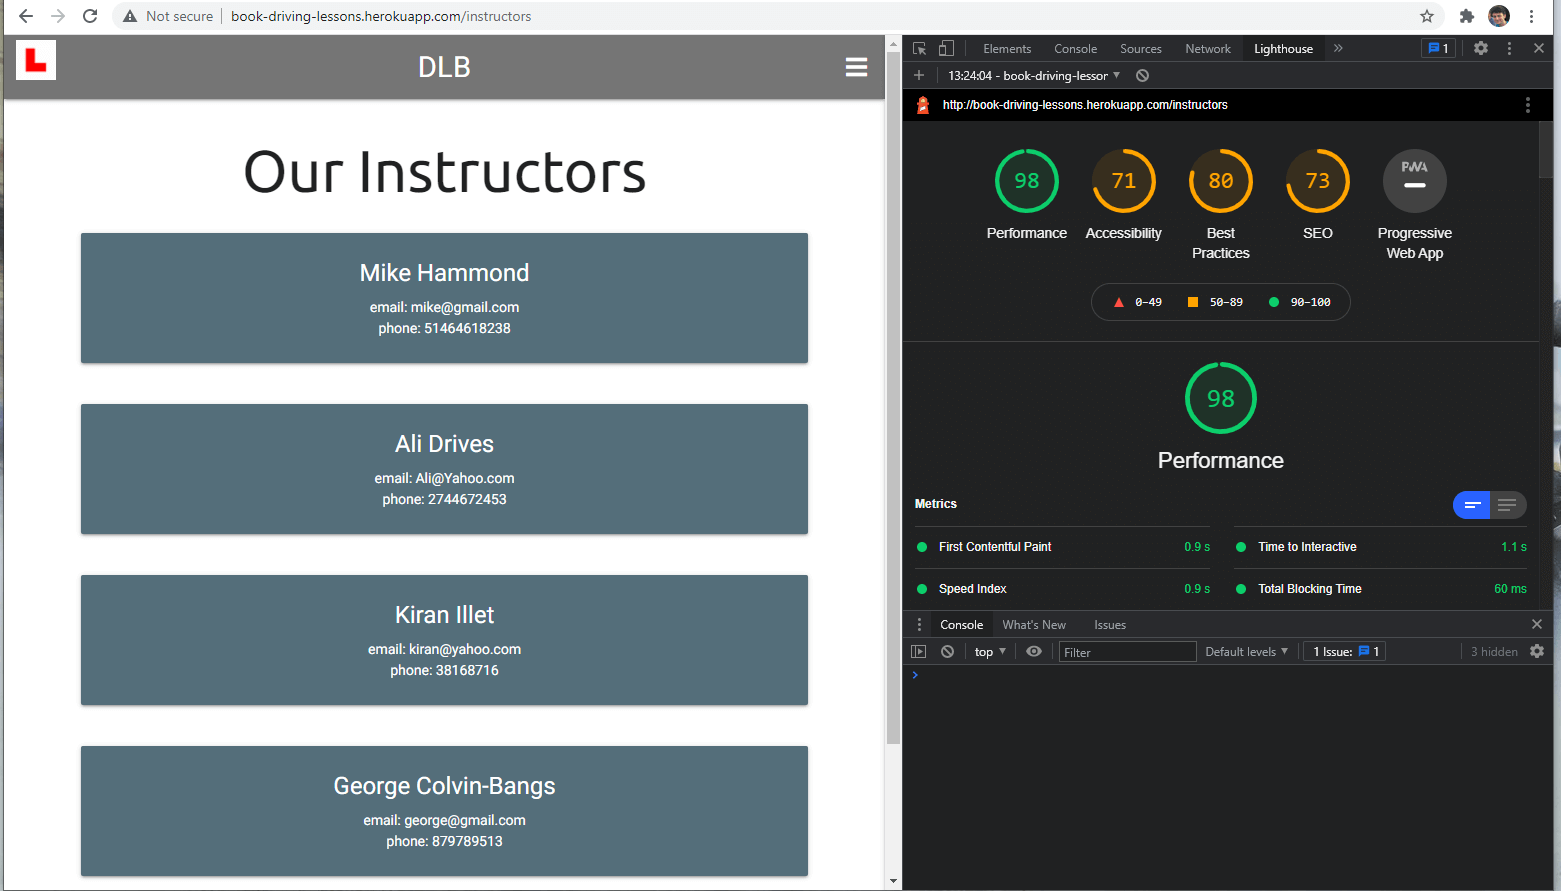 Not secure book-driving-lessons.herokuapp.com/instructors
L DLB
Our Instructors
Mike Hammond
email: mike@gmail.com
phone: 51464618238
Ali Drives
email: Ali@Yahoo.com
phone: 2744672453
Kiran Illet
email: kiran@yahoo.com
phone: 38168716
George Colvin-Bangs
email: george@gmail.com
phone: 879789513
Elements Console Sources Network Lighthouse » 1
13:24:04 - book-driving-lessor
http://book-driving-lessons.herokuapp.com/instructors
98 71 80 73 PWA
Performance Accessibility Best Practices SEO Progressive Web App
0–49 50–89 90–100
98
Performance
Metrics
First Contentful Paint 0.9 s Time to Interactive 1.1 s
Speed Index 0.9 s Total Blocking Time 60 ms
Console What's New Issues
top Filter Default levels 1 Issue: 1 3 hidden